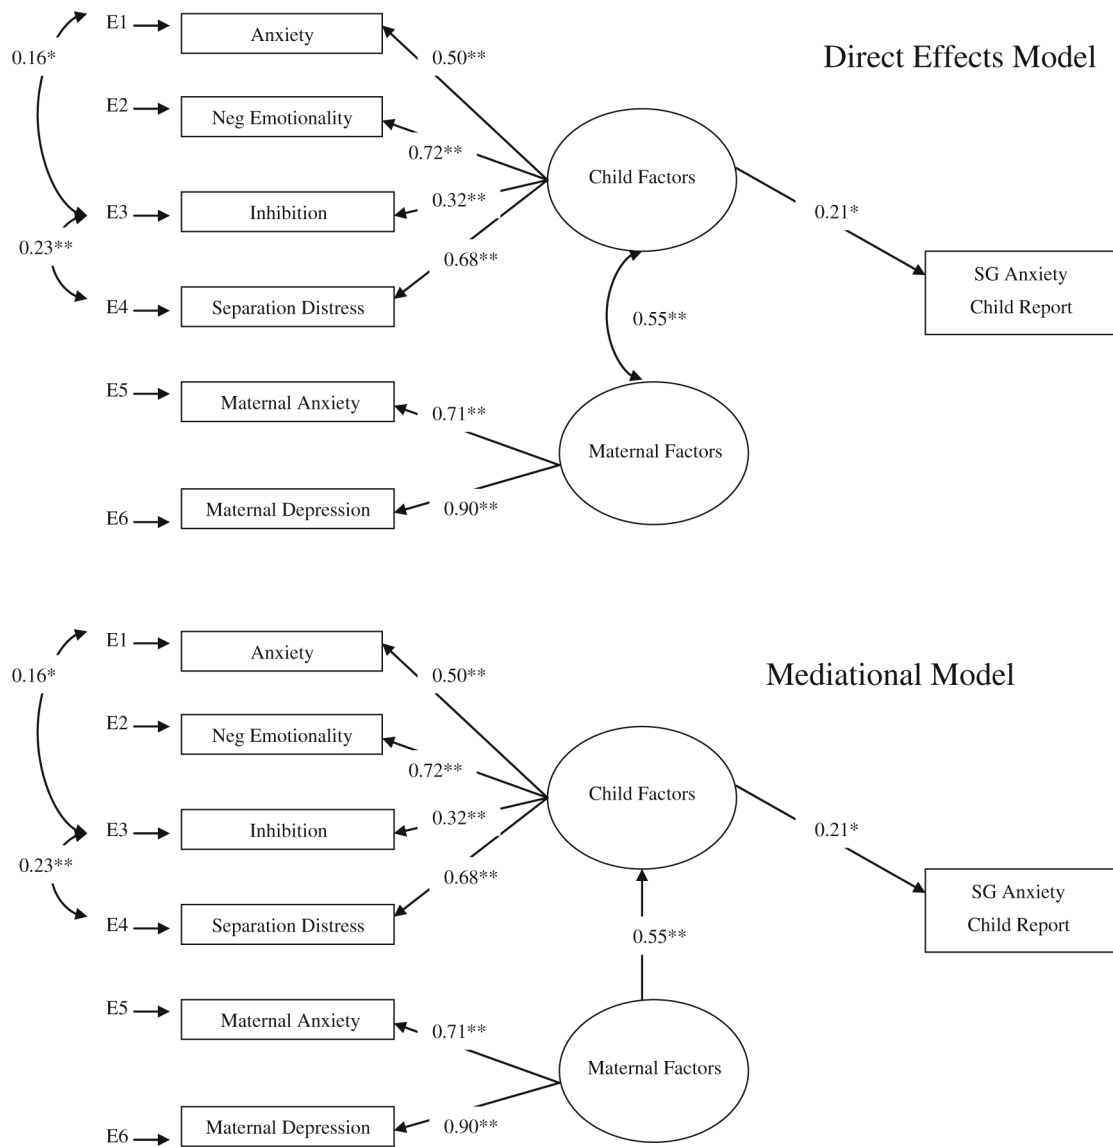 E1
Anxiety
0.16*
0.50**
Direct Effects Model
E2
Neg Emotionality
0.72**
Child Factors
E3
Inhibition
0.32**
0.21*
0.23**
0.68**
SG Anxiety
Child Report
E4
Separation Distress
0.55**
E5
Maternal Anxiety
0.71**
Maternal Factors
E6
Maternal Depression
0.90**
E1
Anxiety
0.16*
0.50**
Mediational Model
E2
Neg Emotionality
0.72**
Child Factors
E3
Inhibition
0.32**
0.21*
0.23**
0.68**
SG Anxiety
Child Report
E4
Separation Distress
0.55**
E5
Maternal Anxiety
0.71**
Maternal Factors
E6
Maternal Depression
0.90**